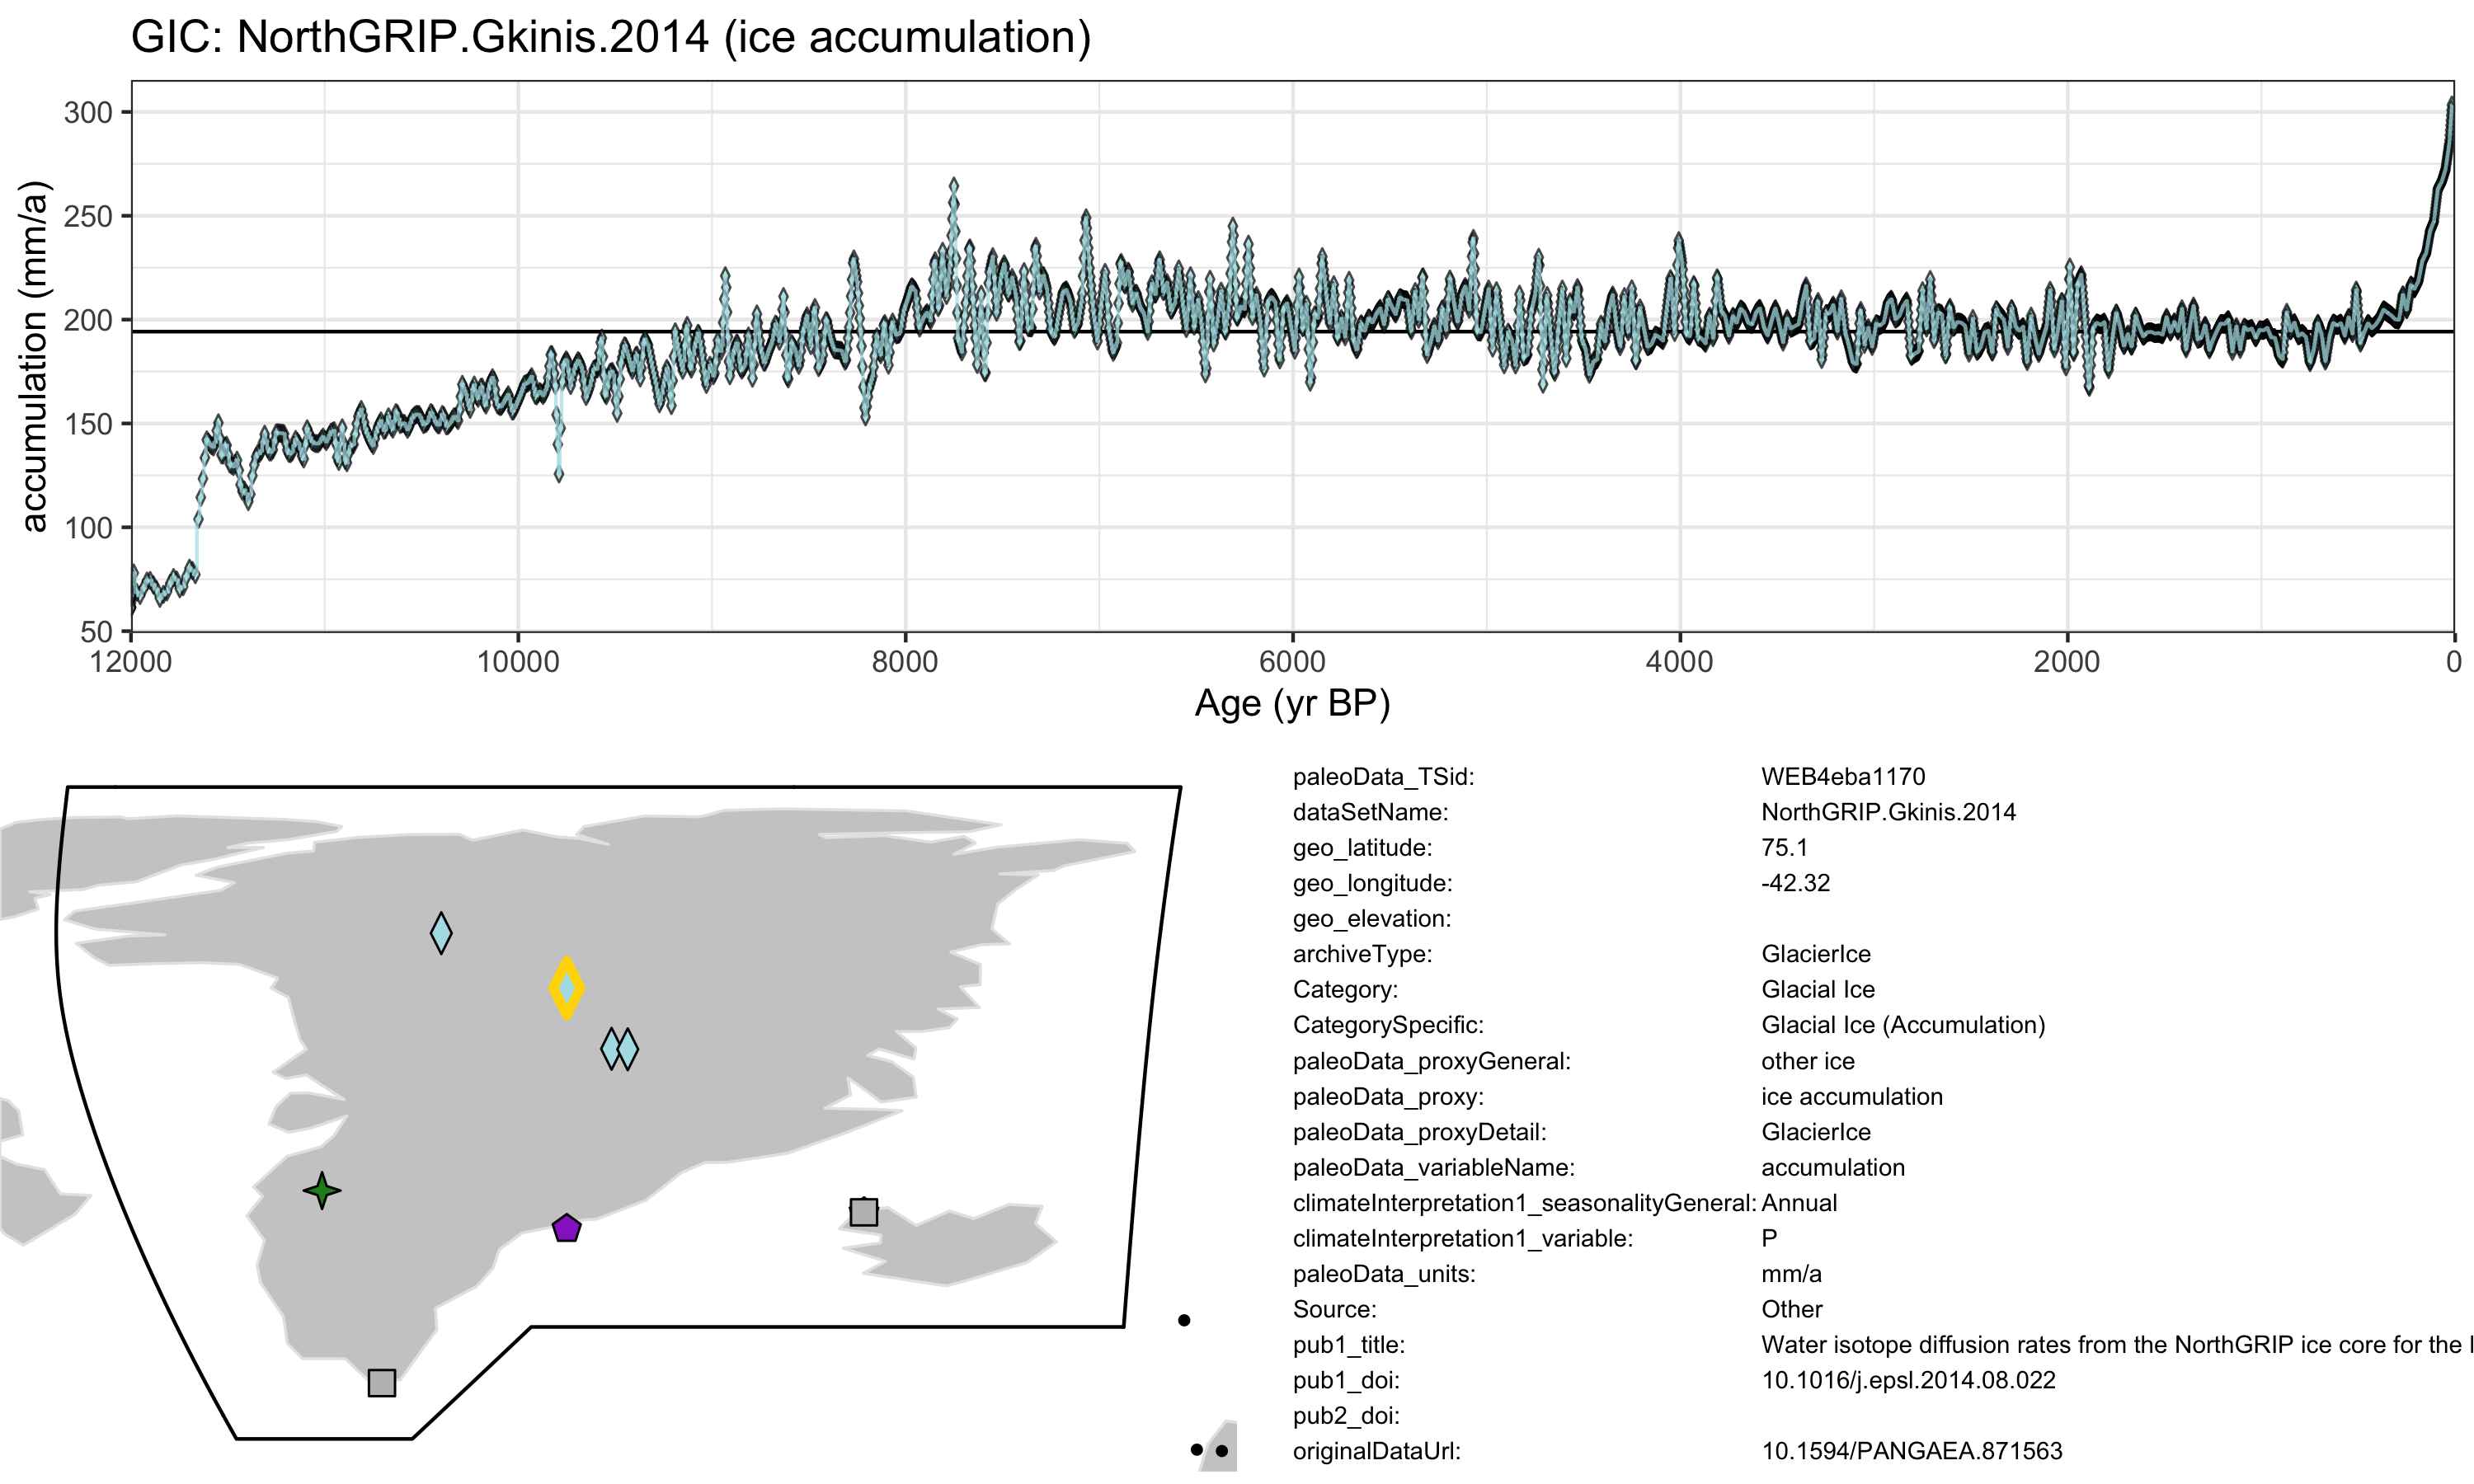 GIC: NorthGRIP.Gkinis.2014 (ice accumulation)
accumulation (mm/a)
300
250
200
150
100
50
12000 10000 8000 6000 4000 2000 0
Age (yr BP)
paleoData_TSid: WEB4eba1170
dataSetName: NorthGRIP.Gkinis.2014
geo_latitude: 75.1
geo_longitude: -42.32
geo_elevation:
archiveType: GlacierIce
Category: Glacial Ice
CategorySpecific: Glacial Ice (Accumulation)
paleoData_proxyGeneral: other ice
paleoData_proxy: ice accumulation
paleoData_proxyDetail: GlacierIce
paleoData_variableName: accumulation
climateInterpretation1_seasonalityGeneral: Annual
climateInterpretation1_variable: P
paleoData_units: mm/a
Source: Other
pub1_title: Water isotope diffusion rates from the NorthGRIP ice core for the l
pub1_doi: 10.1016/j.epsl.2014.08.022
pub2_doi:
originalDataUrl: 10.1594/PANGAEA.871563